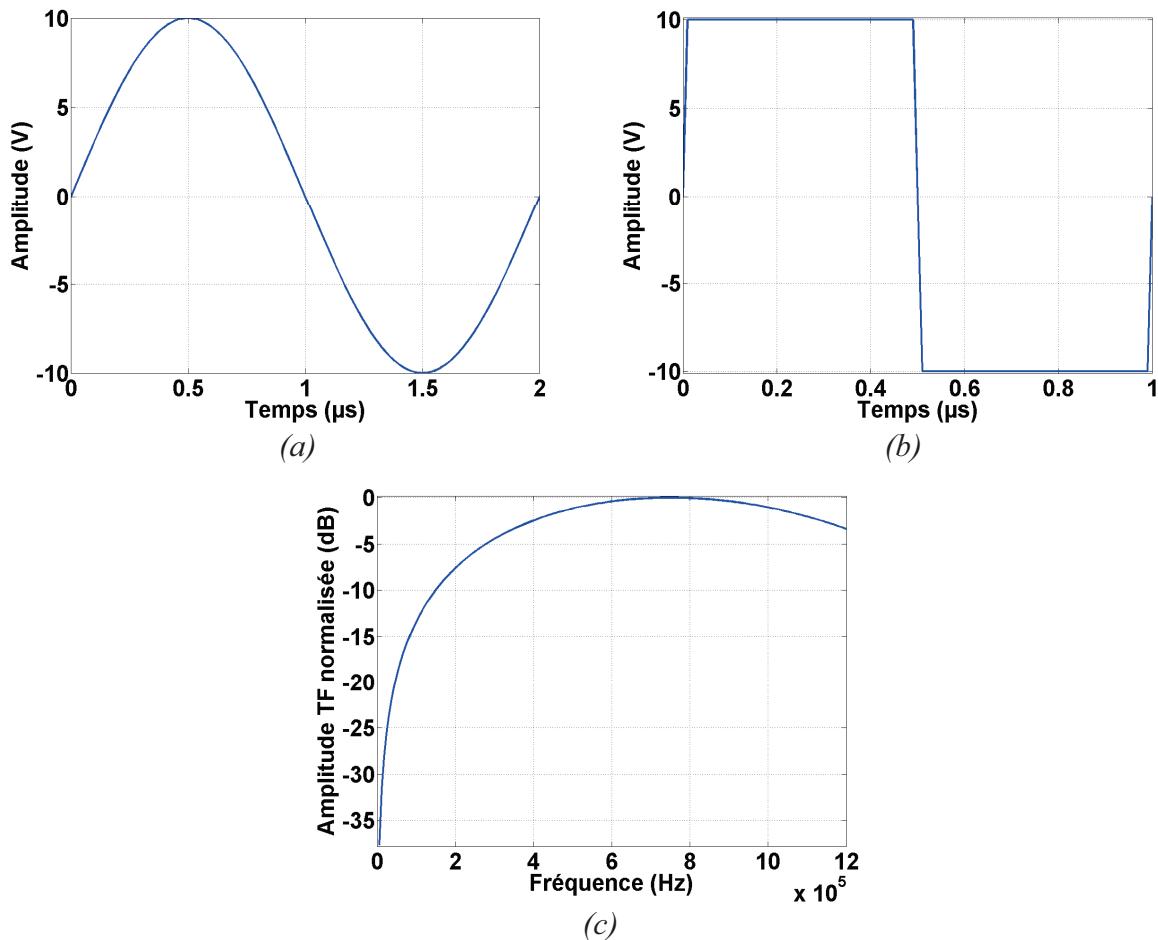 Amplitude (V)
10
5
0
-5
-10
0 0.5 1 1.5 2
Temps (µs)
(a)
Amplitude (V)
10
5
0
-5
-10
0 0.2 0.4 0.6 0.8 1
Temps (µs)
(b)
Amplitude TF normalisée (dB)
0
-5
-10
-15
-20
-25
-30
-35
0 2 4 6 8 10 12
Fréquence (Hz)
x 10⁵
(c)